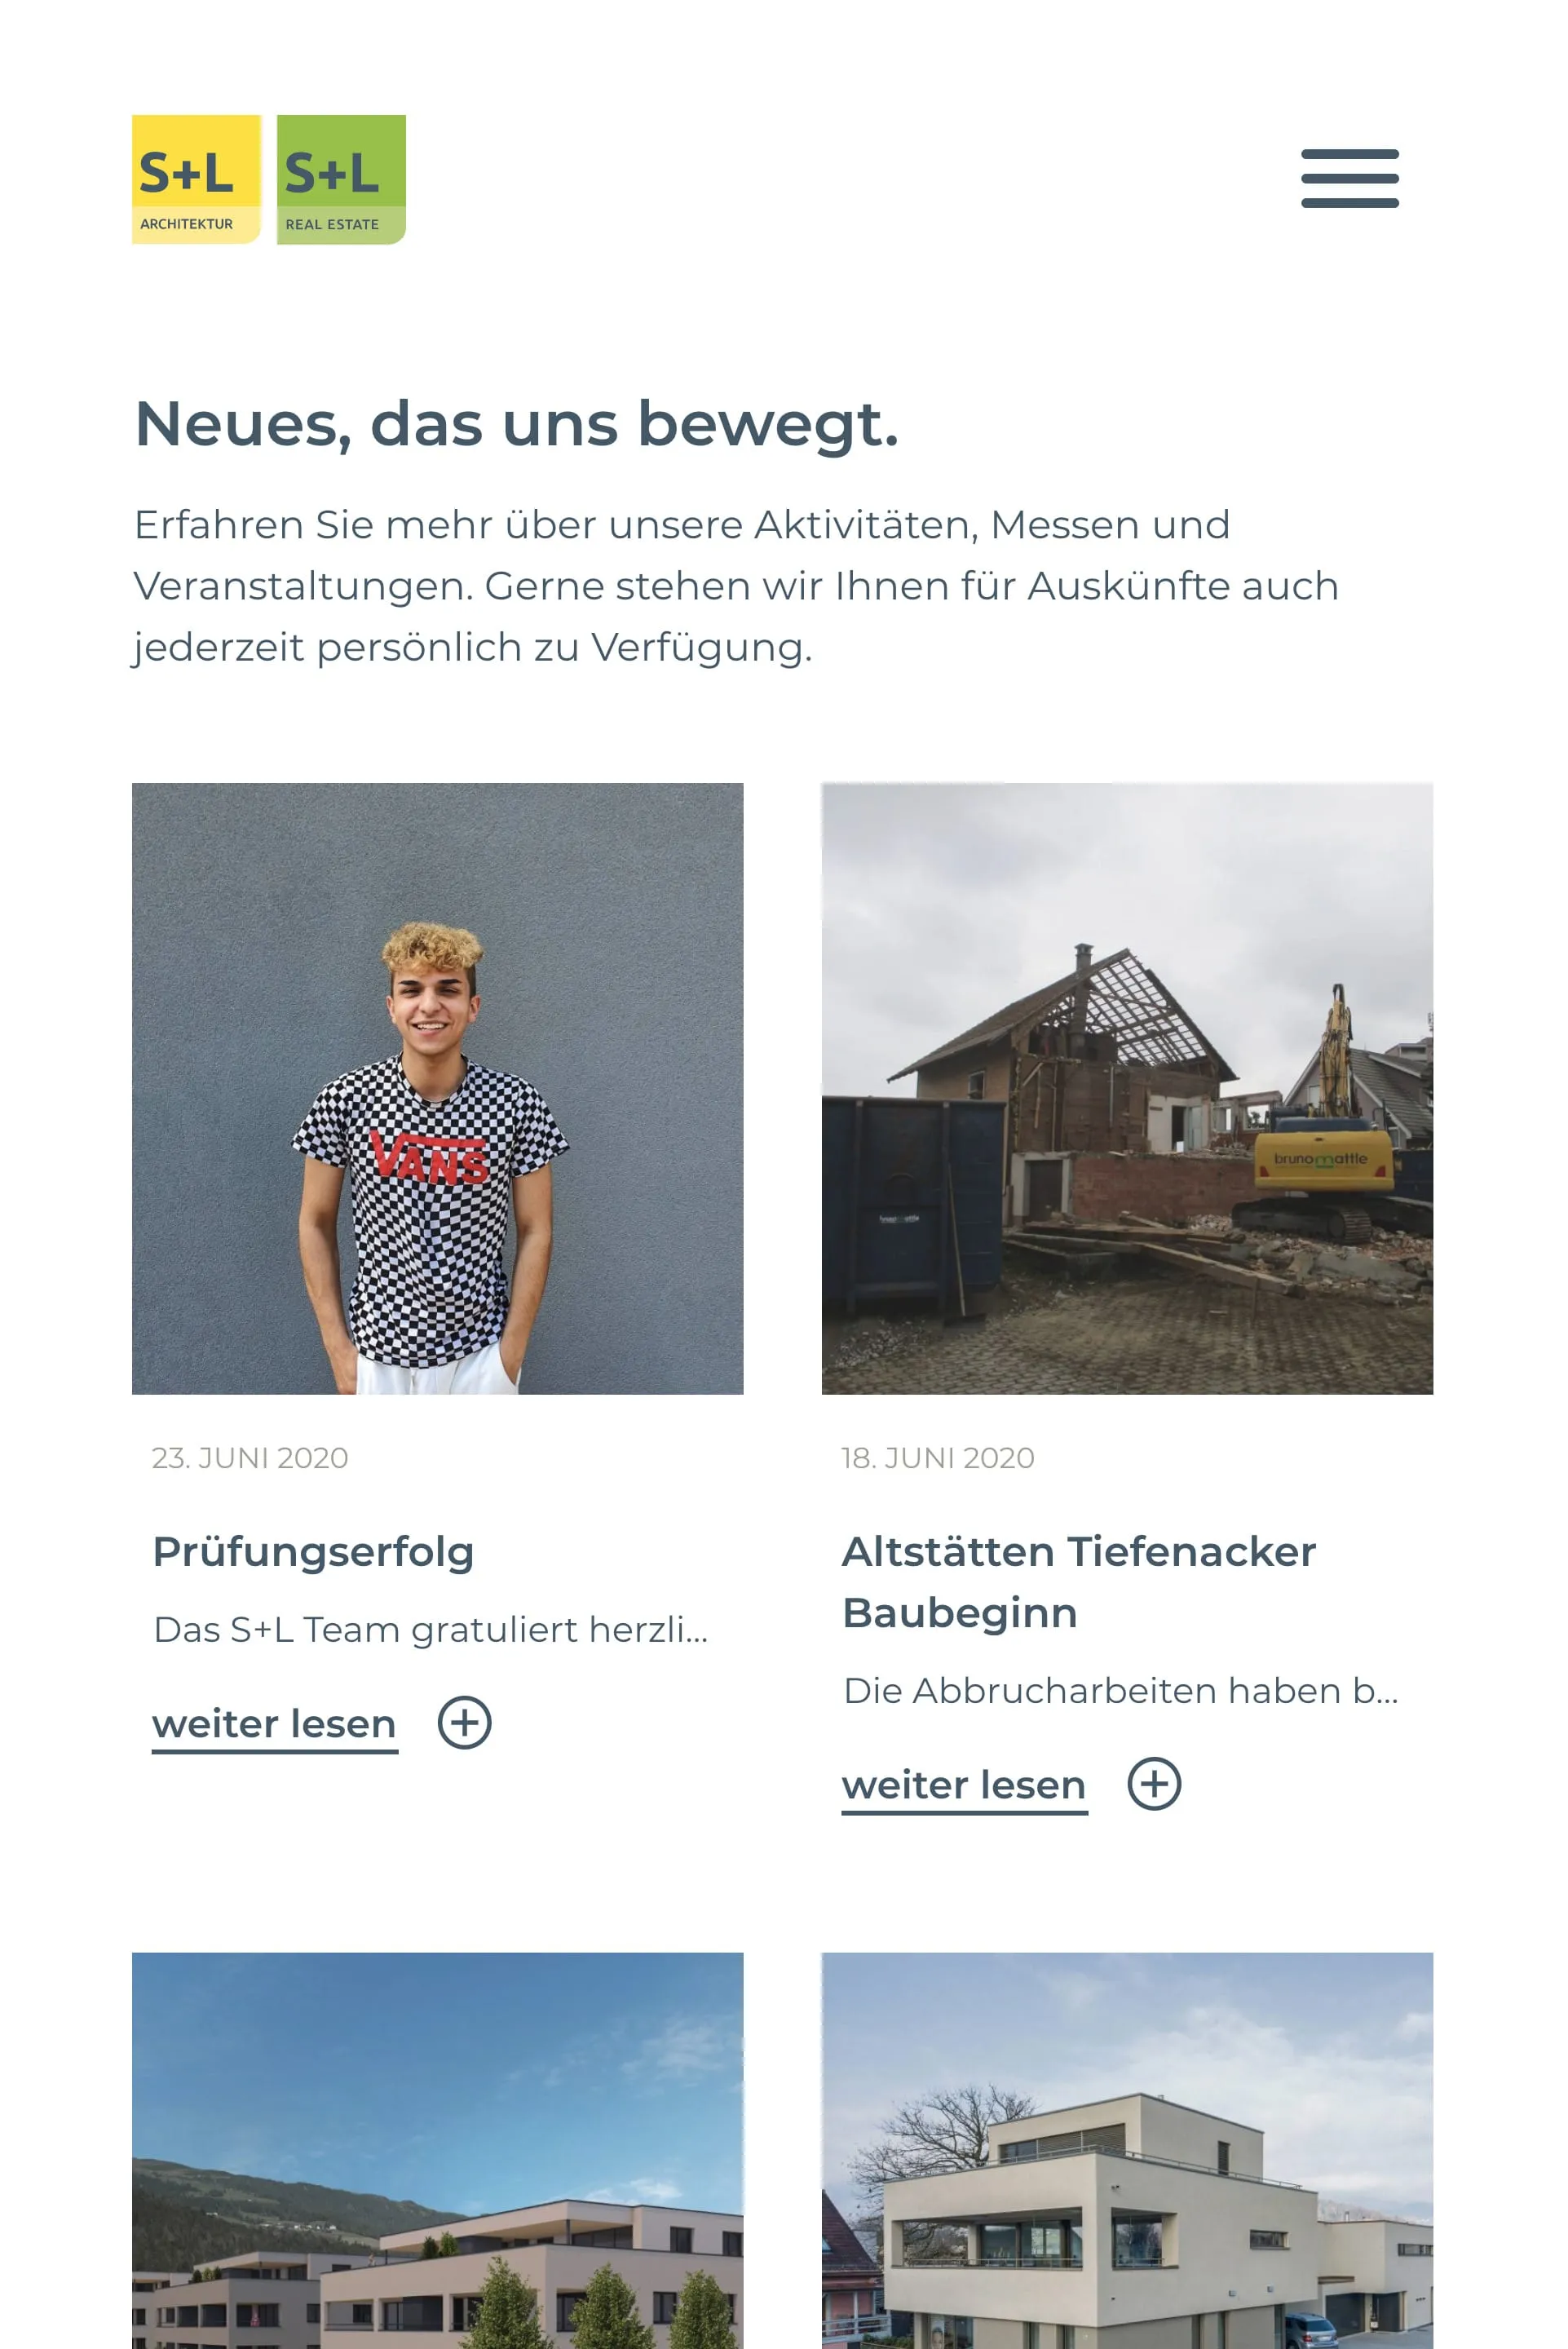 S+L
ARCHITEKTUR
S+L
REAL ESTATE
Neues, das uns bewegt.
Erfahren Sie mehr über unsere Aktivitäten, Messen und
Veranstaltungen. Gerne stehen wir Ihnen für Auskünfte auch
jederzeit persönlich zu Verfügung.
VANS
brunomattle
23. JUNI 2020
Prüfungserfolg
Das S+L Team gratuliert herzli...
weiter lesen
18. JUNI 2020
Altstätten Tiefenacker
Baubeginn
Die Abbrucharbeiten haben b...
weiter lesen